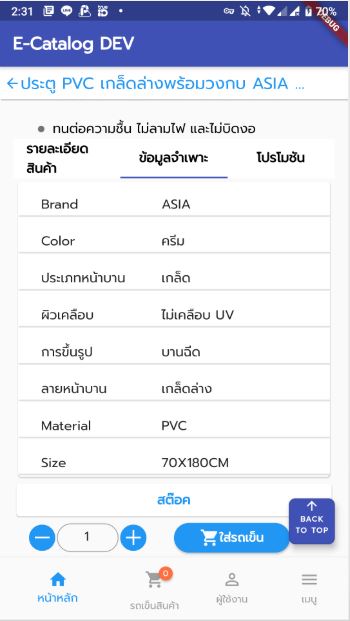 2:31 70%
DEBUG
E-Catalog DEV
ประตู PVC เกล็ดล่างพร้อมวงกบ ASIA ...
ทนต่อความชื้น ไม่ลามไฟ และไม่บิดงอ
รายละเอียด
สินค้า
ข้อมูลจำเพาะ
โปรโมชัน
Brand ASIA
Color ครีม
ประเภทหน้าบาน เกล็ด
ผิวเคลือบ ไม่เคลือบ UV
การขึ้นรูป บานฉีด
ลายหน้าบาน เกล็ดล่าง
Material PVC
Size 70X180CM
สต๊อค
BACK
TO TOP
1
ใส่รถเข็น
0
หน้าหลัก รถเข็นสินค้า ผู้ใช้งาน เมนู